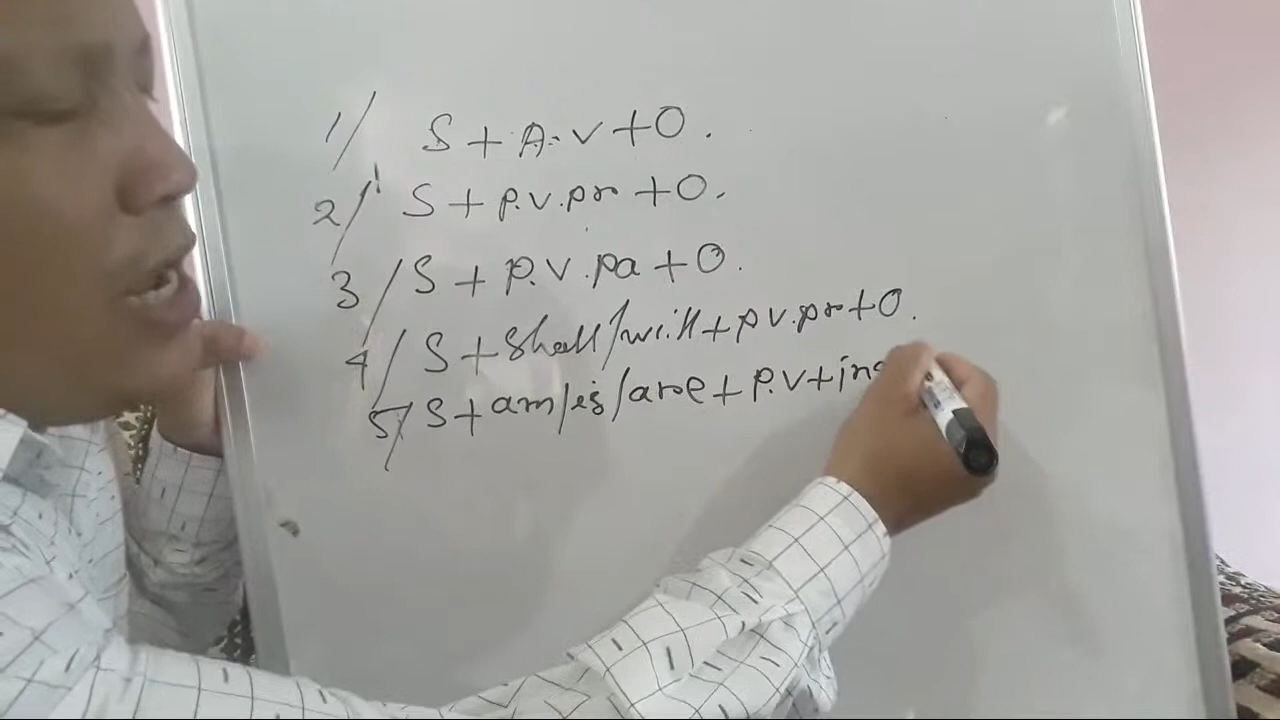 1/ S + A.V + O.
2/ S + P.V.pr + O.
3/ S + P.V.pa + O.
4/ S + Shall/will + P.V.pr + O.
5/ S + am/is/are + P.V + ing